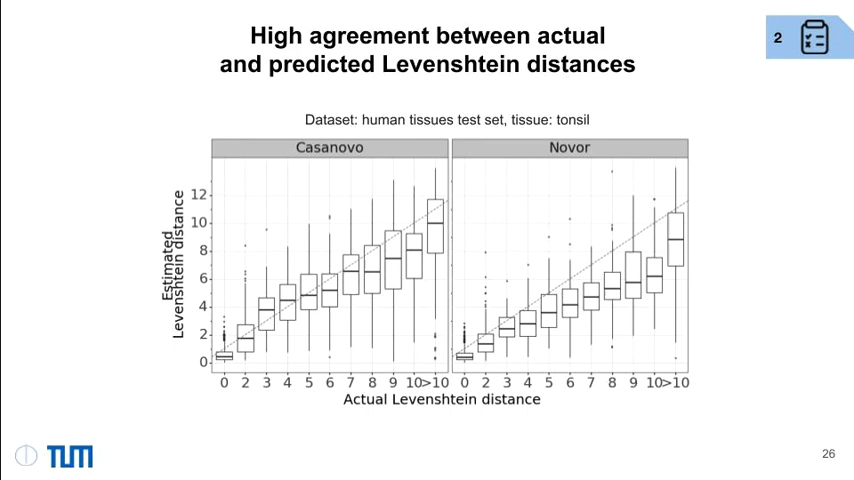 High agreement between actual
and predicted Levenshtein distances
2
Dataset: human tissues test set, tissue: tonsil
Casanovo
Novor
12
10
8
6
4
2
0
Estimated
Levenshtein distance
0 2 3 4 5 6 7 8 9 10 >10
0 2 3 4 5 6 7 8 9 10 >10
Actual Levenshtein distance
TUM
26